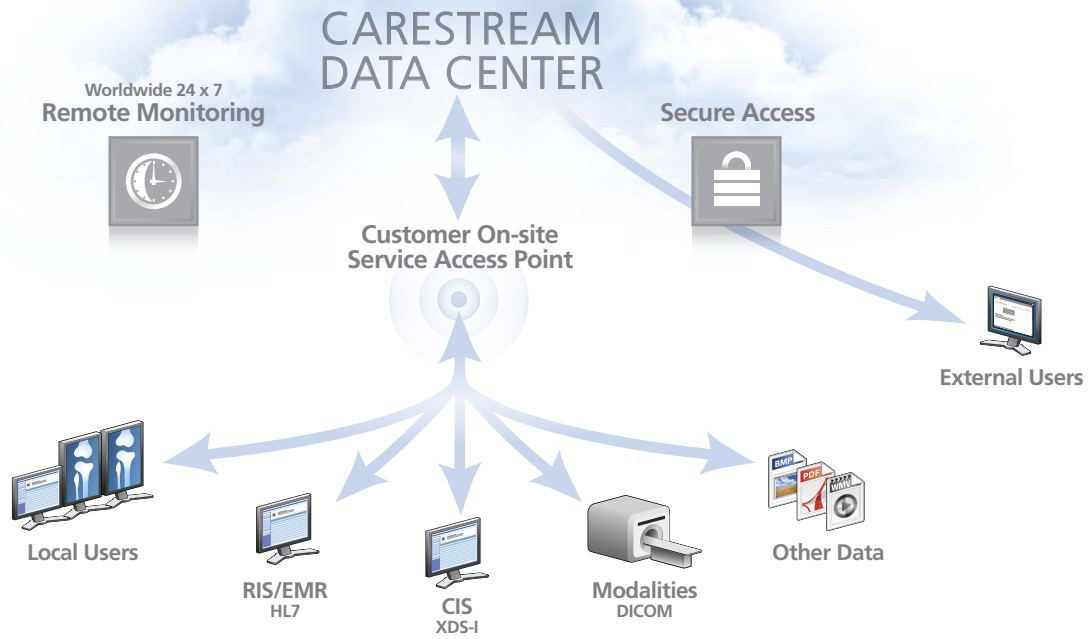 CARESTREAM
DATA CENTER
Worldwide 24 x 7
Remote Monitoring
Secure Access
Customer On-site
Service Access Point
External Users
BMP
PDF
WMV
Local Users
RIS/EMR
HL7
CIS
XDS-I
Modalities
DICOM
Other Data